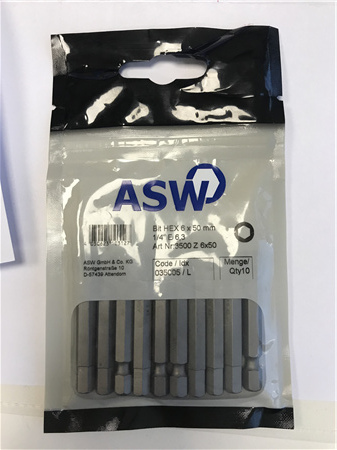 ASW
ASW
Bit HEX 6 x 50 mm
1/4" E 6,3
Art Nr.3500 Z 6x50
ASW GmbH & Co. KG
Röntgenstraße 10
D-57439 Attendorn
Code / Idx
035005 / L
Menge/
Qty10